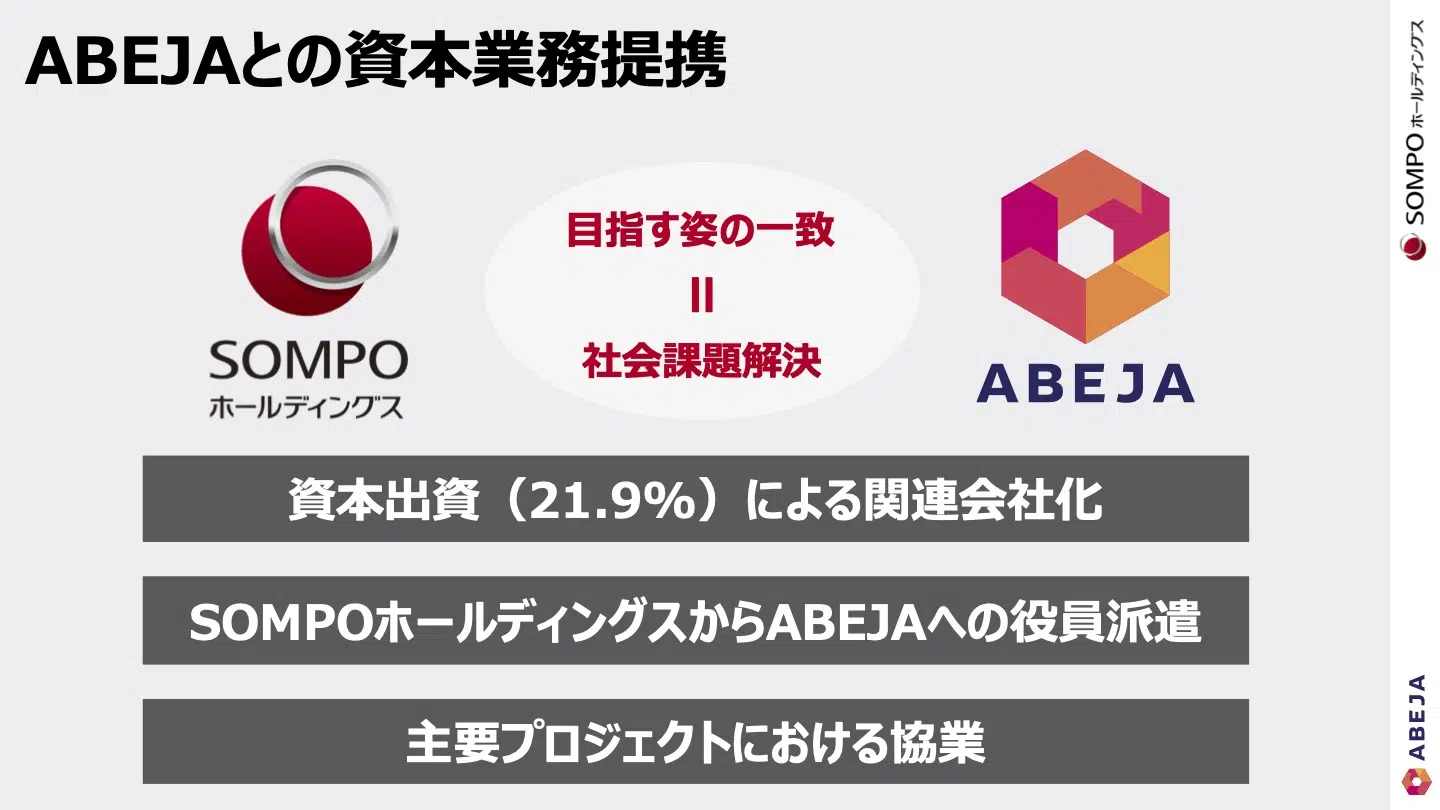 ABEJAとの資本業務提携
SOMPO
ホールディングス
目指す姿の一致
||
社会課題解決
ABEJA
資本出資（21.9%）による関連会社化
SOMPOホールディングスからABEJAへの役員派遣
主要プロジェクトにおける協業
SOMPOホールディングス
ABEJA